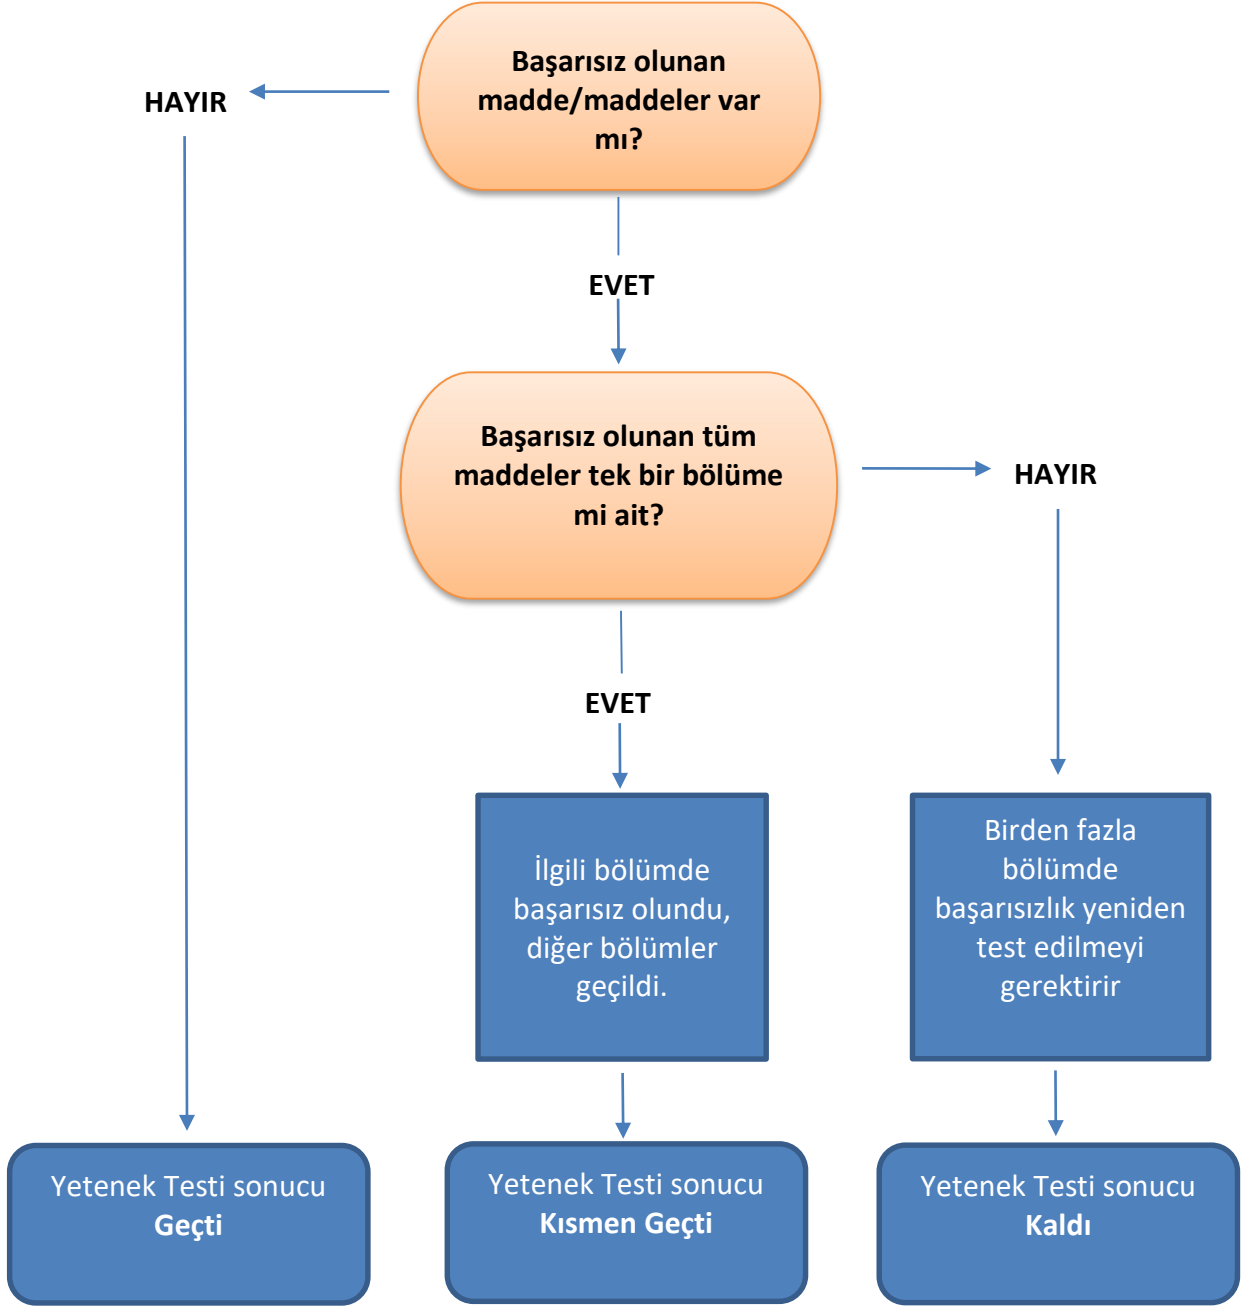 Başarısız olunan
madde/maddeler var
mı?
HAYIR
EVET
Başarısız olunan tüm
maddeler tek bir bölüme
mi ait?
HAYIR
EVET
İlgili bölümde
başarısız olundu,
diğer bölümler
geçildi.
Birden fazla
bölümde
başarısızlık yeniden
test edilmeyi
gerektirir
Yetenek Testi sonucu
Geçti
Yetenek Testi sonucu
Kısmen Geçti
Yetenek Testi sonucu
Kaldı